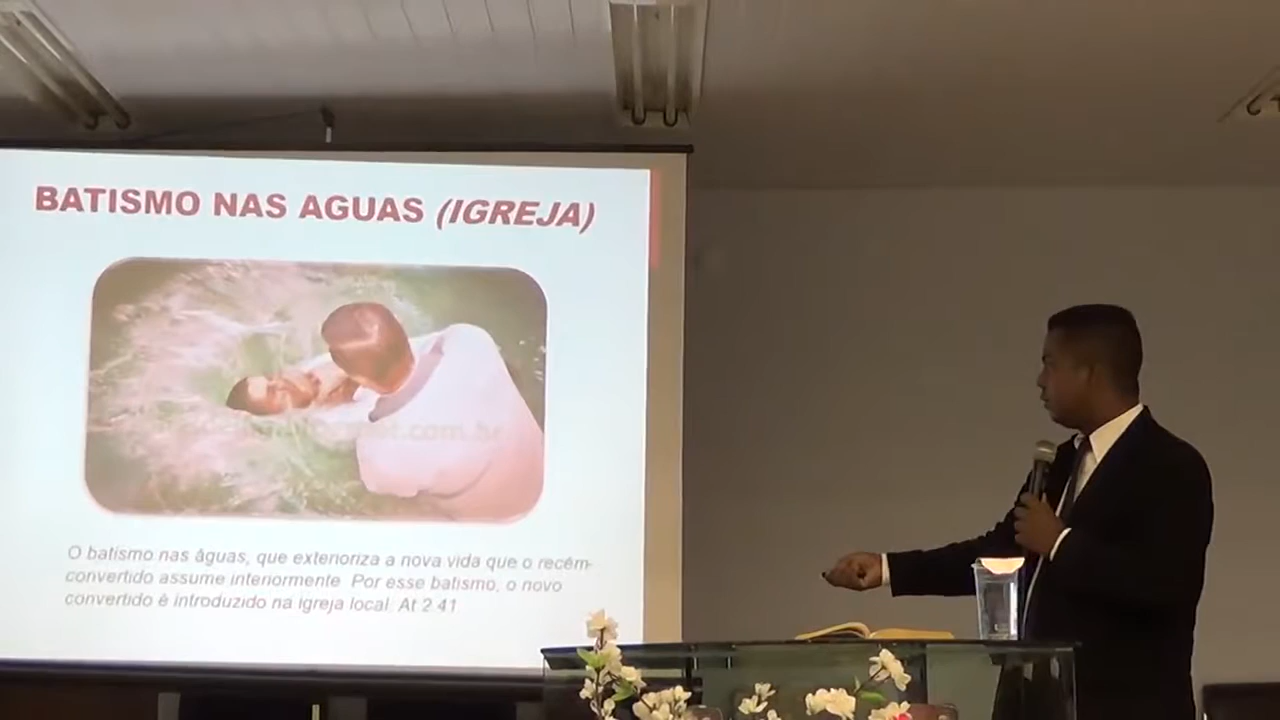 BATISMO NAS AGUAS (IGREJA)
O batismo nas águas, que exterioriza a nova vida que o recém-
convertido assume interiormente. Por esse batismo, o novo
convertido é introduzido na Igreja local. At 2.41